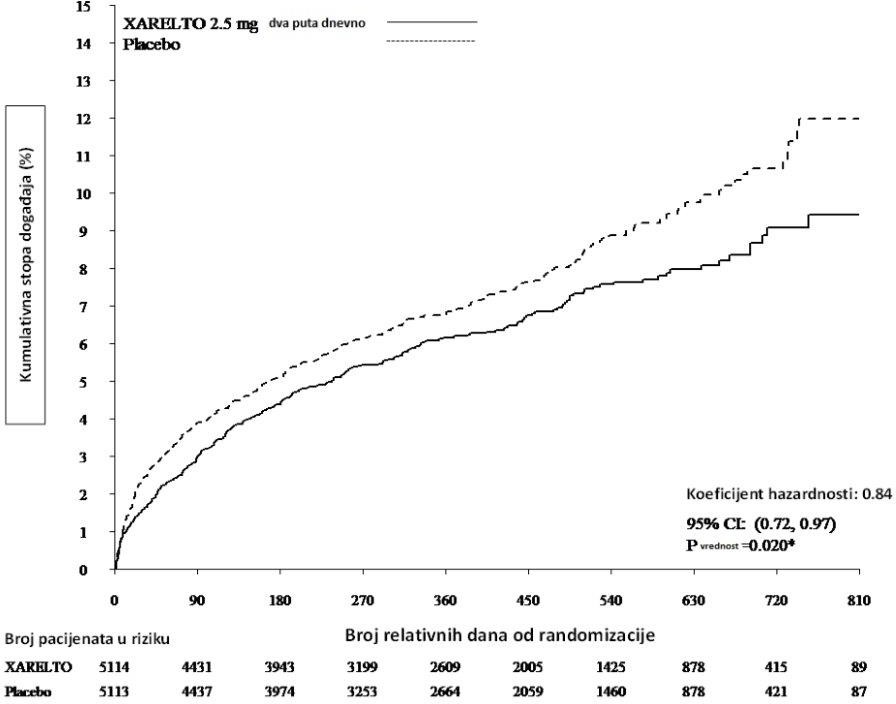 XARELTO 2.5 mg dva puta dnevno
Placebo
15
14
13
12
11
10
9
8
7
6
5
4
3
2
1
0
Kumulativna stopa događaja (%)
Koeficijent hazardnosti: 0.84
95% CI: (0.72, 0.97)
P vrednost =0.020*
0 90 180 270 360 450 540 630 720 810
Broj relativnih dana od randomizacije
Broj pacijenata u riziku
XARELTO 5114 4431 3943 3199 2609 2005 1425 878 415 89
Placebo 5113 4437 3974 3253 2664 2059 1460 878 421 87